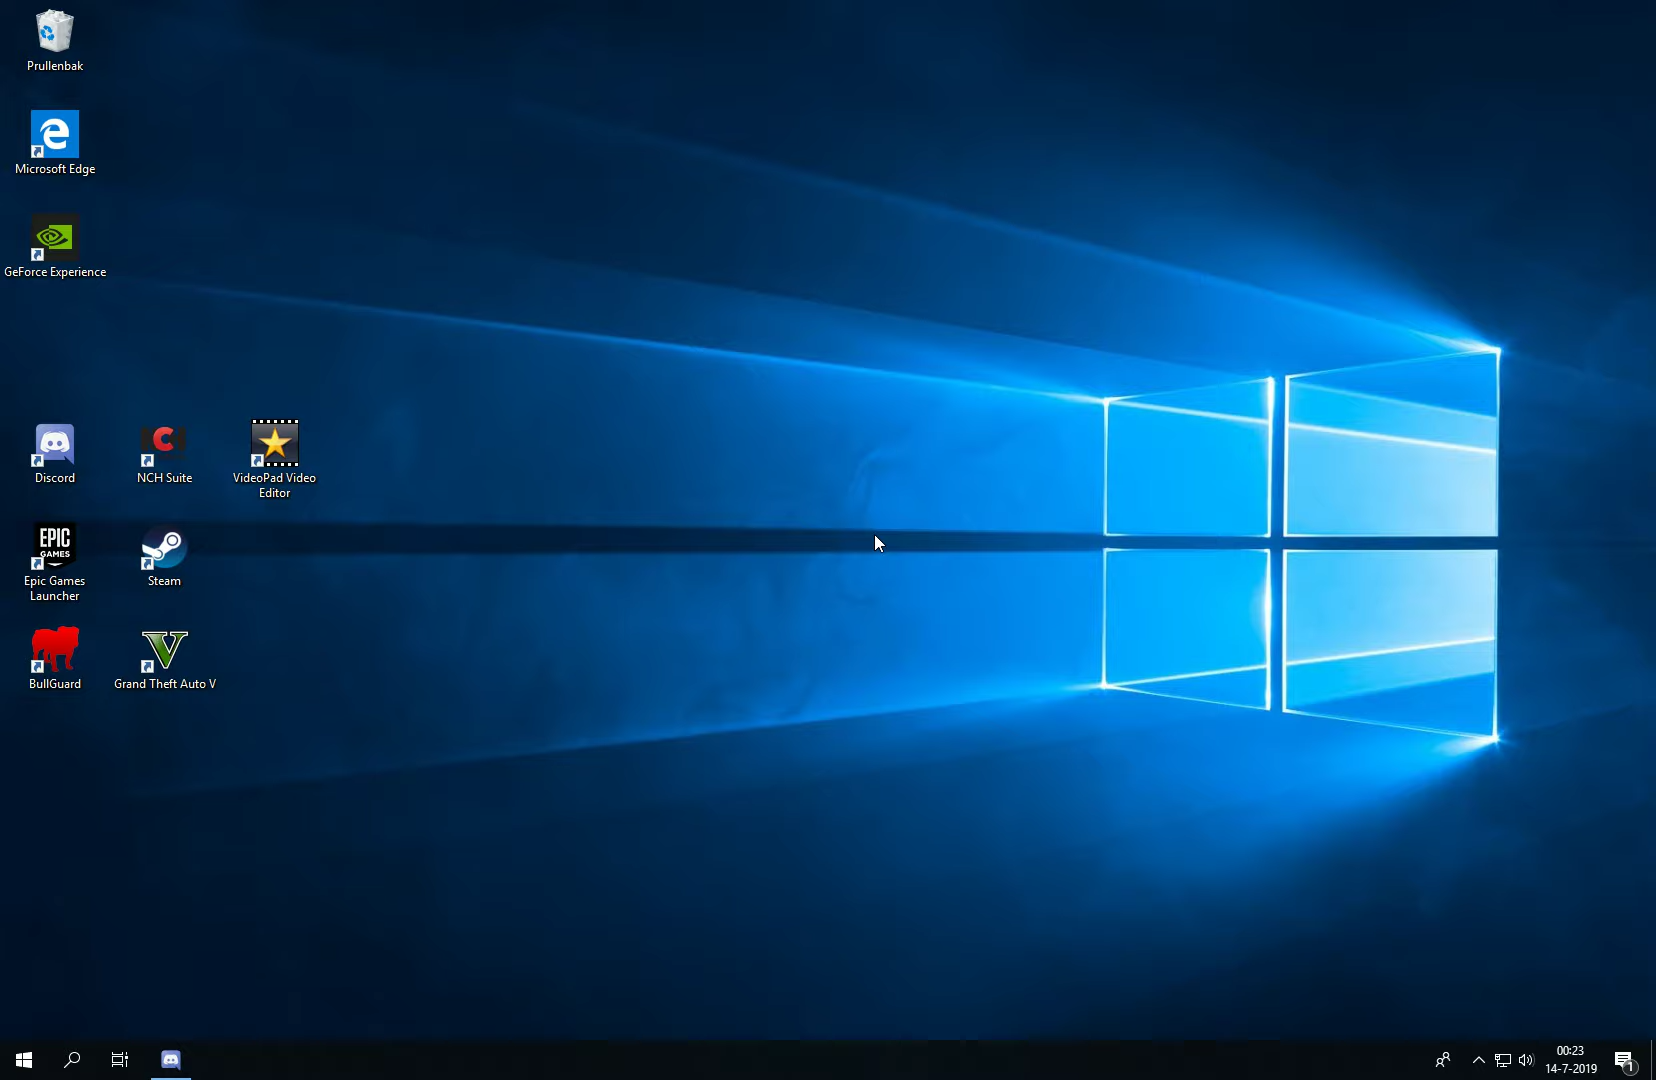 Prullenbak
Microsoft Edge
GeForce Experience
Discord
NCH Suite
VideoPad Video
Editor
EPIC
GAMES
Epic Games
Launcher
Steam
BullGuard
V
Grand Theft Auto V
00:23
14-7-2019
1